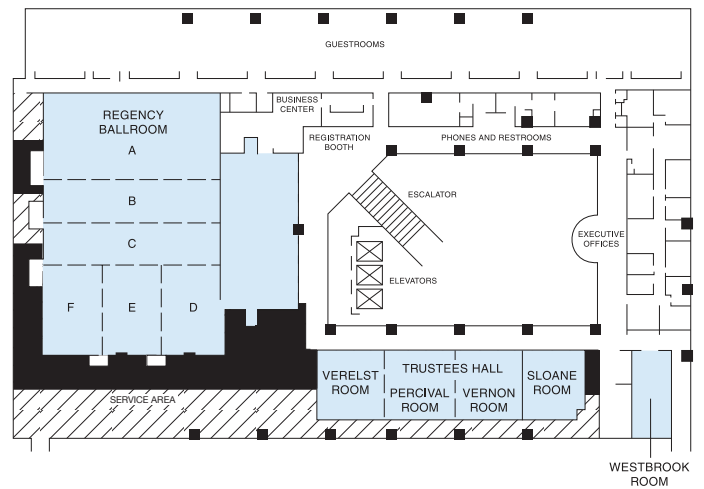 GUESTROOMS
BUSINESS
CENTER
REGENCY
BALLROOM
A
REGISTRATION
BOOTH
PHONES AND RESTROOMS
B
ESCALATOR
C
EXECUTIVE
OFFICES
ELEVATORS
F
E
D
VERELST
ROOM
TRUSTEES HALL
PERCIVAL
ROOM
VERNON
ROOM
SLOANE
ROOM
SERVICE AREA
WESTBROOK
ROOM